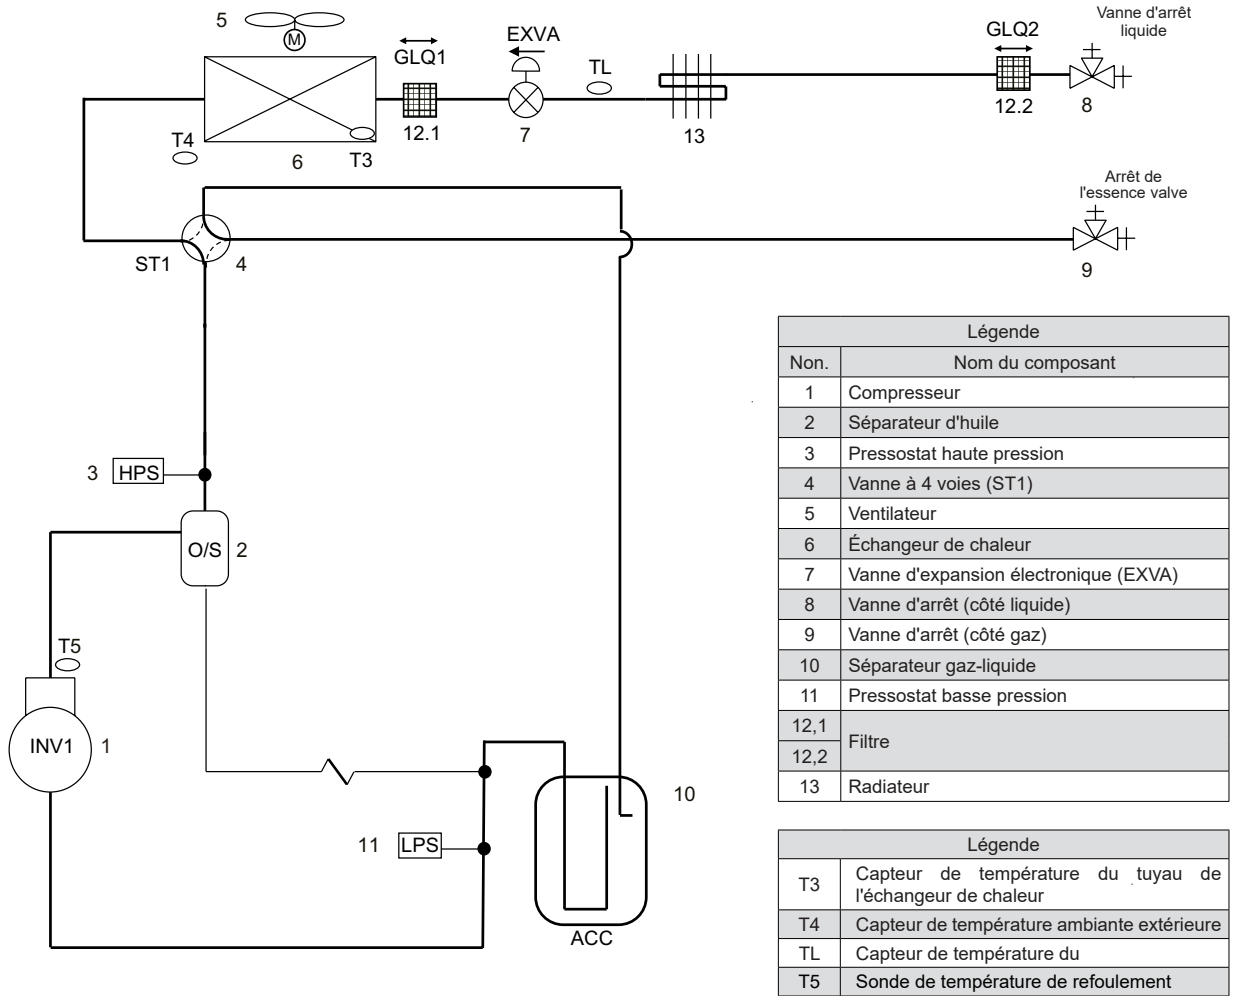 Vanne d'arrêt
liquide
5
M
GLQ1
EXVA
TL
GLQ2
12.1
7
13
12.2
8
T4
6
T3
Arrêt de
l'essence valve
ST1
4
9
3 HPS
O/S 2
T5
INV1 1
10
11 LPS
ACC
Légende
Non. Nom du composant
1 Compresseur
2 Séparateur d'huile
3 Pressostat haute pression
4 Vanne à 4 voies (ST1)
5 Ventilateur
6 Échangeur de chaleur
7 Vanne d'expansion électronique (EXVA)
8 Vanne d'arrêt (côté liquide)
9 Vanne d'arrêt (côté gaz)
10 Séparateur gaz-liquide
11 Pressostat basse pression
12,1
Filtre
12,2
13 Radiateur
Légende
T3 Capteur de température du tuyau de
l'échangeur de chaleur
T4 Capteur de température ambiante extérieure
TL Capteur de température du
T5 Sonde de température de refoulement